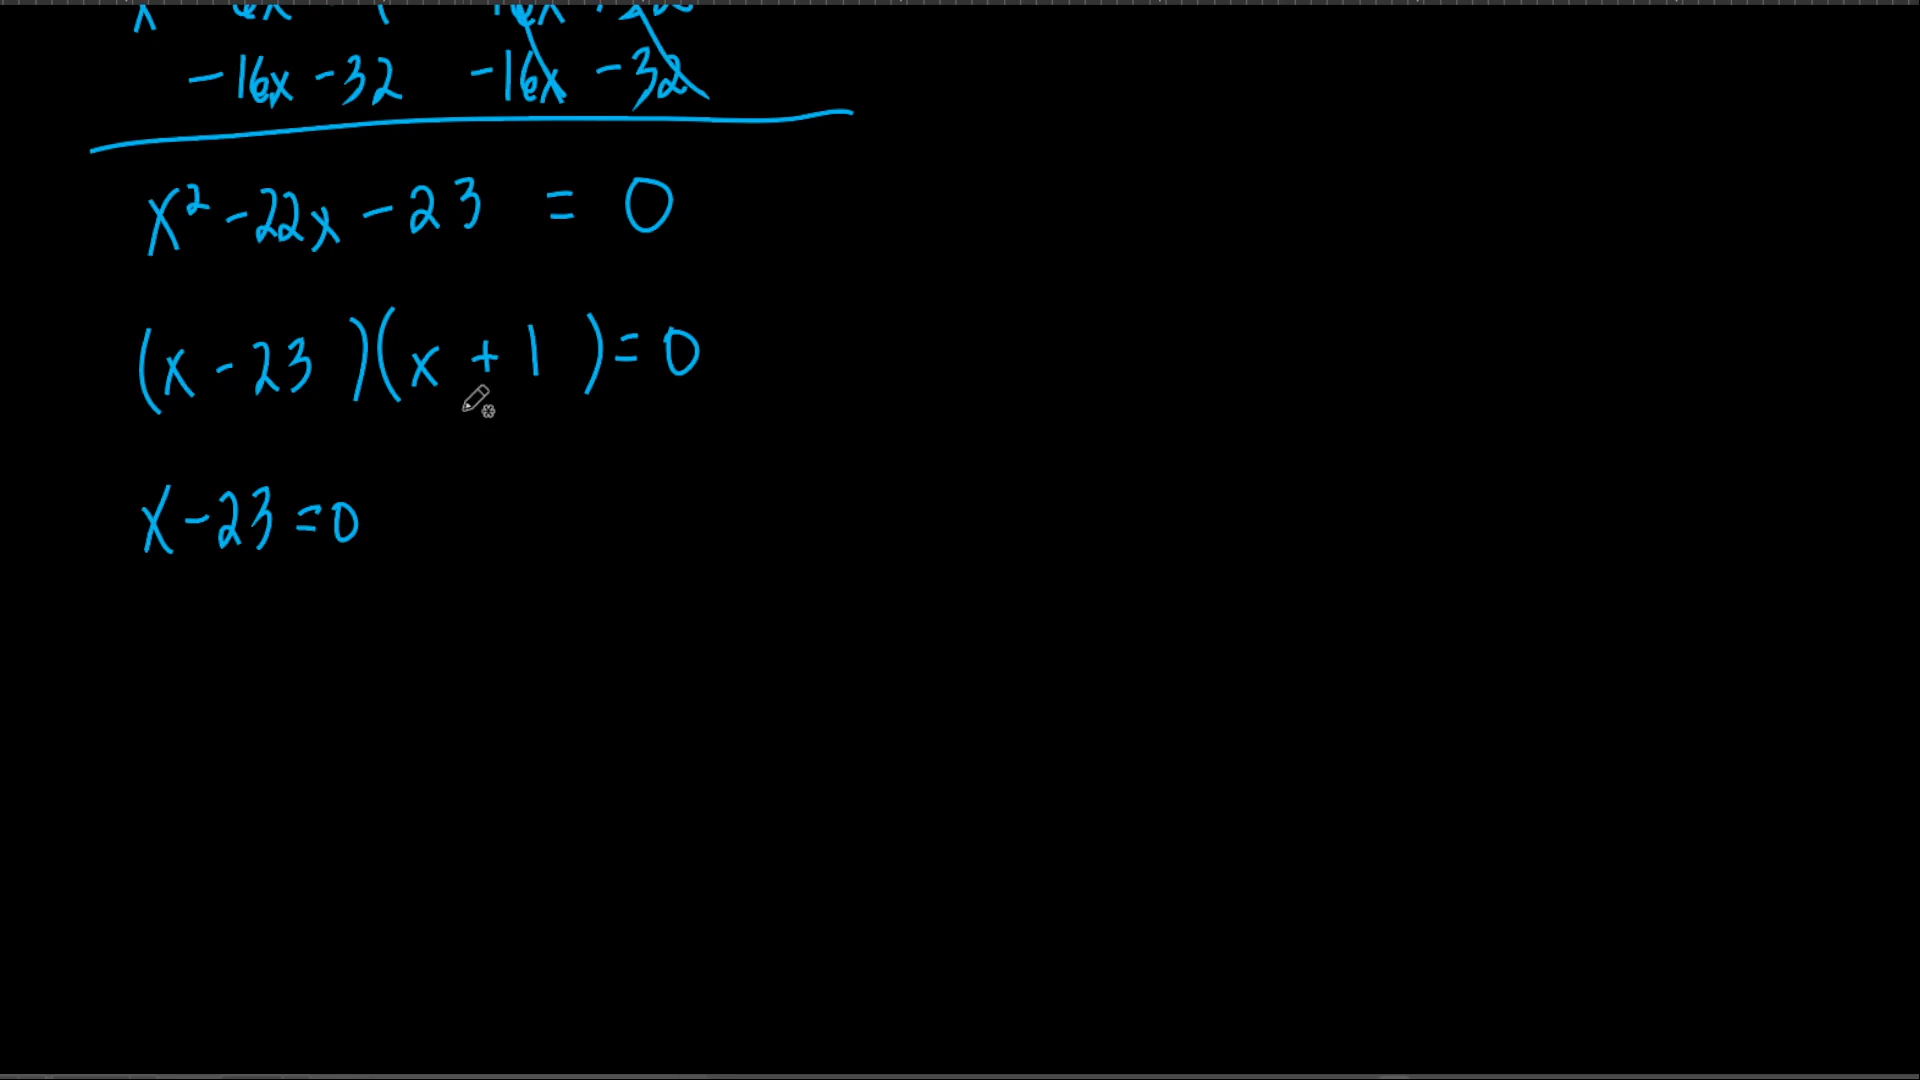 - 16x - 32 - 16x - 32
x² - 22x - 23 = 0
(x - 23)(x + 1) = 0
x - 23 = 0